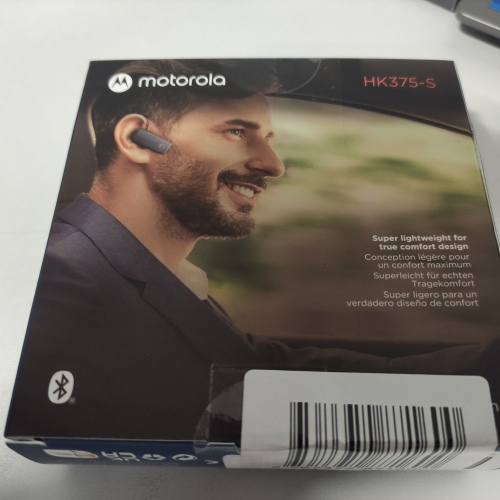 motorola
HK375-S
Super lightweight for
true comfort design
Conception légère pour
un confort maximum
Superleicht für echten
Tragekomfort
Super ligero para un
verdadero diseño de confort